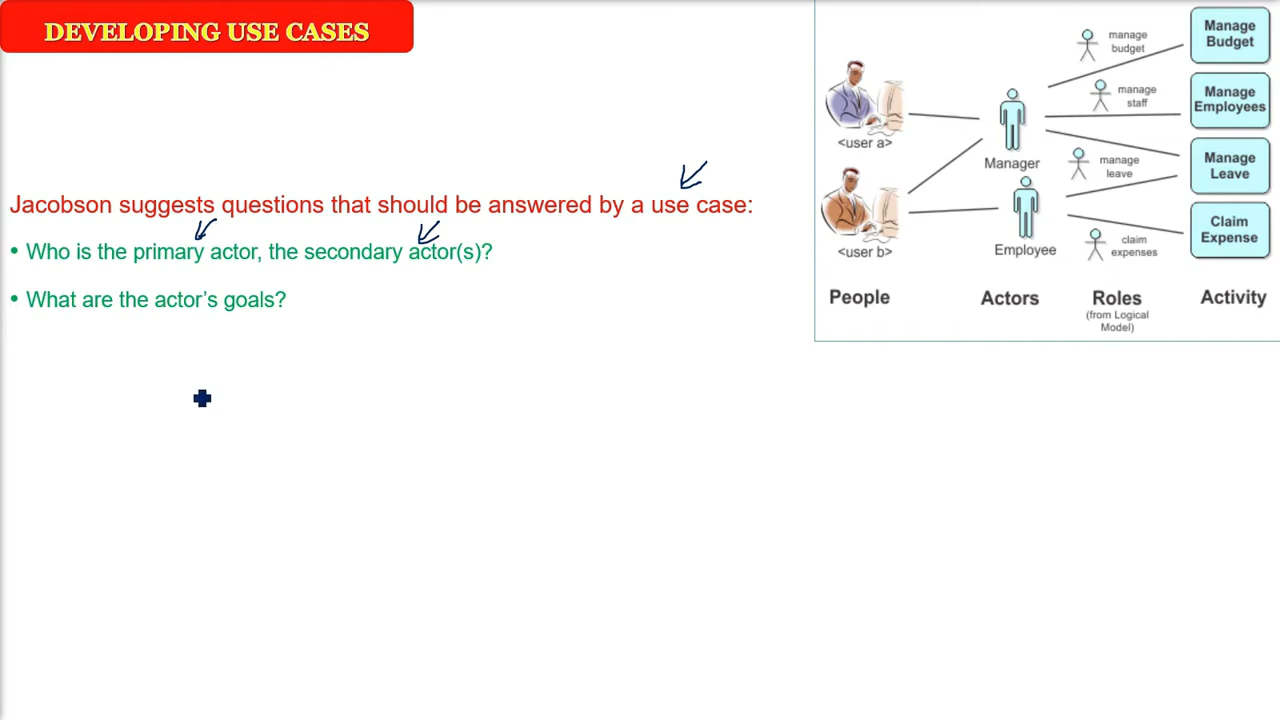 DEVELOPING USE CASES
Jacobson suggests questions that should be answered by a use case:
• Who is the primary actor, the secondary actor(s)?
• What are the actor's goals?
manage
budget
manage
staff
manage
leave
claim
expenses
<user a>
<user b>
Manager
Employee
Manage
Budget
Manage
Employees
Manage
Leave
Claim
Expense
People
Actors
Roles
(from Logical
Model)
Activity